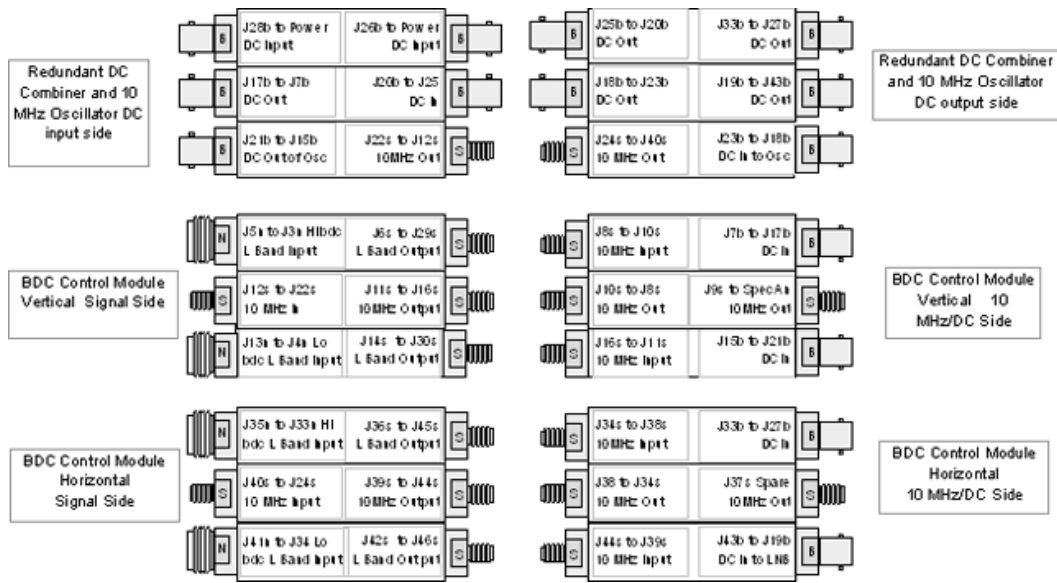 Redundant DC
Combiner and 10
MHz Oscillator DC
input side
B
J28b to Power
DC Input
J26b to Power
DC Input
B
B
J17b to J7b
DC Out
J20b to J25
DC In
B
B
J21b to J15b
DC Out of Osc
J22s to J12s
10MHz Out
S
B
J25b to J20b
DC Out
J33b to J27b
DC Out
B
B
J18b to J23b
DC Out
J19b to J43b
DC Out
B
S
J24s to J40s
10 MHz Out
J23b to J18b
DC In to Osc
B
Redundant DC Combiner
and 10 MHz Oscillator
DC output side
BDC Control Module
Vertical Signal Side
N
J5n to J3n HIbdc
L Band Input
J6s to J29s
L Band Output
S
S
J12s to J22s
10 MHz In
J11s to J16s
10MHz Output
S
N
J13n to J4n Lo
bdc L Band Input
J14s to J30s
L Band Output
S
S
J8s to J10s
10MHz Input
J7b to J17b
DC In
B
S
J10s to J8s
10MHz Out
J9s to SpecAn
10MHz Out
S
S
J16s to J11s
10 MHz Input
J15b to J21b
DC In
B
BDC Control Module
Vertical 10
MHz/DC Side
BDC Control Module
Horizontal
Signal Side
N
J35n to J33n HI
bdc L Band Input
J36s to J45s
L Band Output
S
S
J40s to J24s
10 MHz Input
J39s to J44s
10 MHz Output
S
N
J41n to J34 Lo
bdc L Band Input
J42s to J46s
L Band Output
S
S
J34s to J38s
10MHz Input
J33b to J27b
DC In
B
S
J38 to J34s
10 MHz Out
J37s Spare
10MHz Out
S
S
J44s to J39s
10MHz Input
J43b to J19b
DC In to LNB
B
BDC Control Module
Horizontal
10 MHz/DC Side